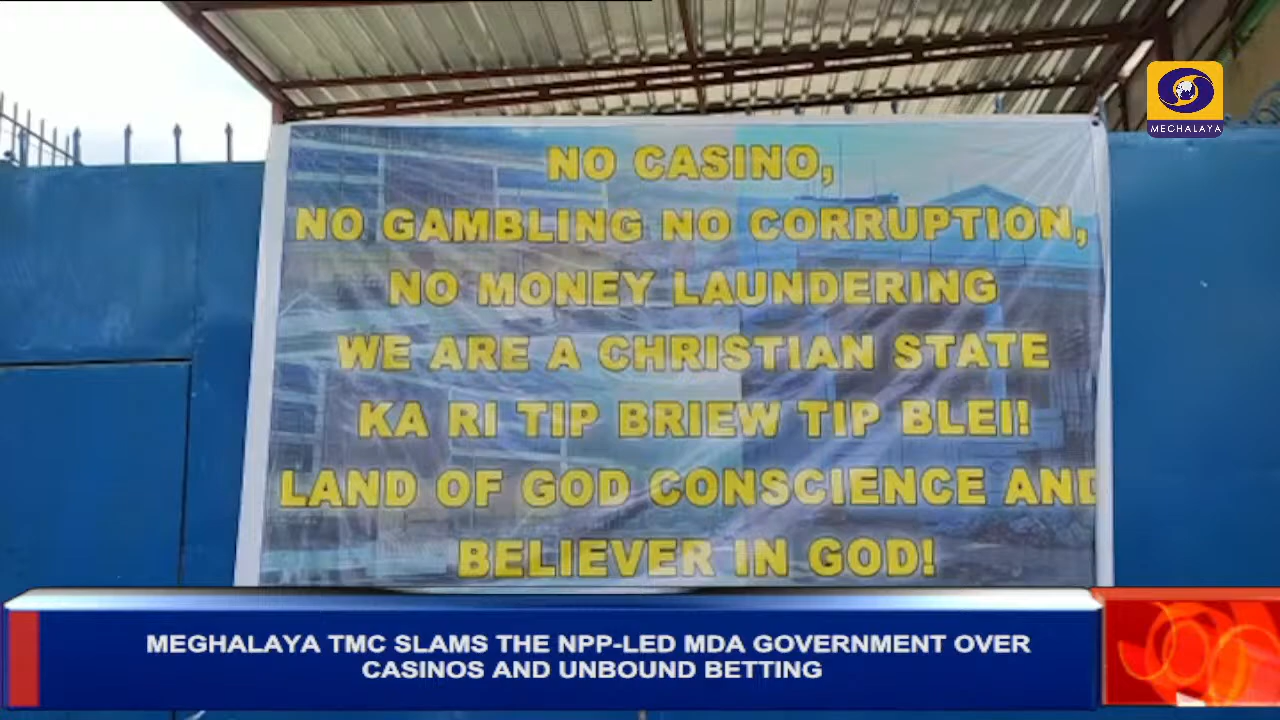 NO CASINO,
NO GAMBLING NO CORRUPTION,
NO MONEY LAUNDERING
WE ARE A CHRISTIAN STATE
KA RI TIP BRIEW TIP BLEI!
LAND OF GOD CONSCIENCE AND
BELIEVER IN GOD!
MEGHALAYA
MEGHALAYA TMC SLAMS THE NPP-LED MDA GOVERNMENT OVER
CASINOS AND UNBOUND BETTING